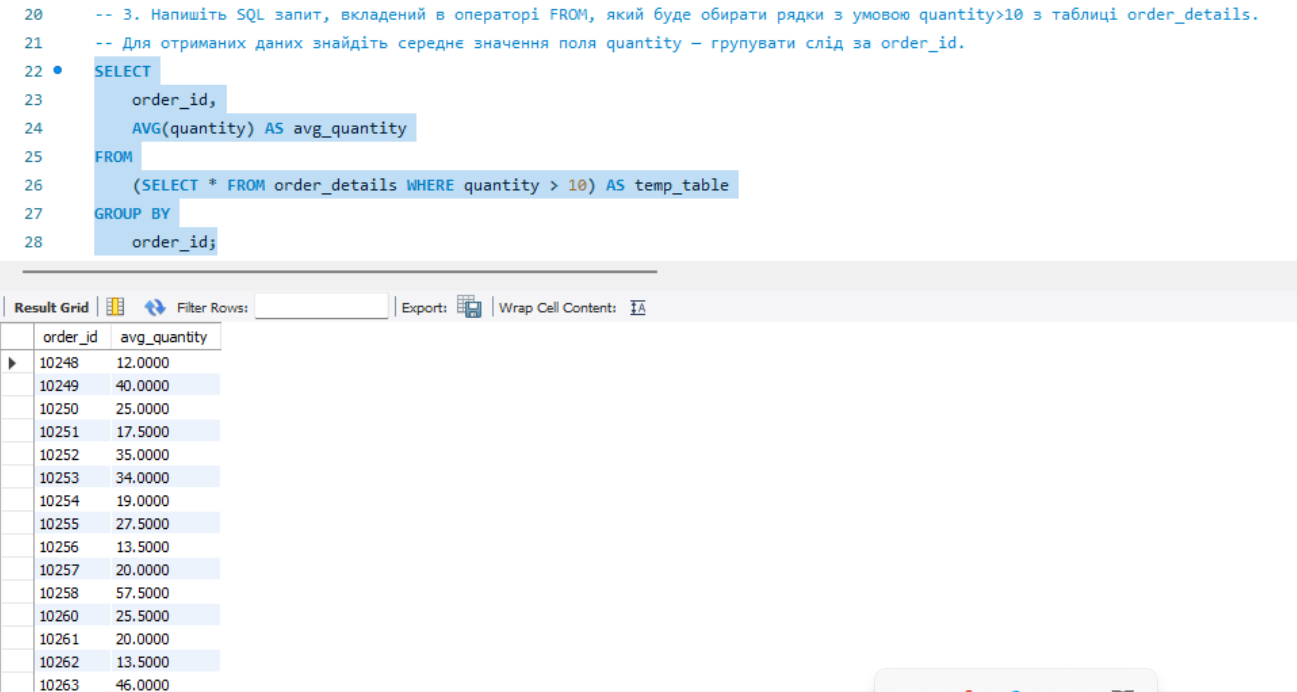 20 -- 3. Напишіть SQL запит, вкладений в операторі FROM, який буде обирати рядки з умовою quantity>10 з таблиці order_details.
21 -- Для отриманих даних знайдіть середнє значення поля quantity — групувати слід за order_id.
22 SELECT
23 order_id,
24 AVG(quantity) AS avg_quantity
25 FROM
26 (SELECT * FROM order_details WHERE quantity > 10) AS temp_table
27 GROUP BY
28 order_id;
Result Grid Filter Rows: Export: Wrap Cell Content:
order_id avg_quantity
10248 12.0000
10249 40.0000
10250 25.0000
10251 17.5000
10252 35.0000
10253 34.0000
10254 19.0000
10255 27.5000
10256 13.5000
10257 20.0000
10258 57.5000
10260 25.5000
10261 20.0000
10262 13.5000
10263 46.0000